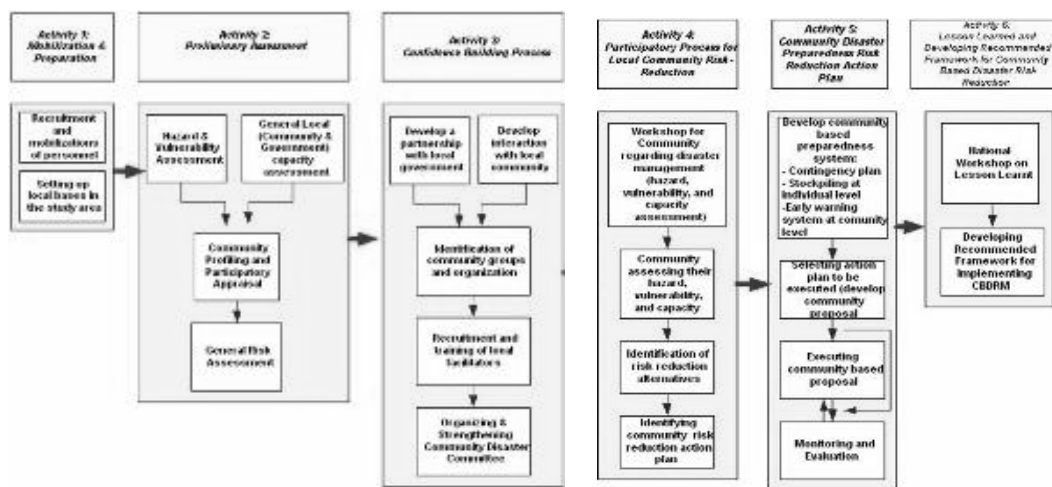 Activity 1:
Mobilization &
Preparation
Recruitment and
mobilizations of
personnel
Setting up
local bases in
the study area
Activity 2:
Preliminary Assessment
Hazard &
Vulnerability
Assessment
General Local
(Community &
Government)
capacity
assessment
Community
Profiling and
Participatory
Appraisal
General Risk
Assessment
Activity 3:
Confidence Building Process
Develop a
partnership
with local
government
Develop
interaction
with local
community
Identification of
community groups
and organization
Recruitment and
training of local
facilitators
Organizing &
Strengthening
Community Disaster
Committee
Activity 4:
Participatory Process for
Local Community Risk-
Reduction
Workshop for
Community
regarding disaster
management
(hazard,
vulnerability, and
capacity
assessment)
Community
assessing their
hazard,
vulnerability,
and capacity
Identification of
risk reduction
alternatives
Identifying
community risk
reduction action
plan
Activity 5:
Community Disaster
Preparedness Risk
Reduction Action
Plan
Develop community
based
preparedness
system:
- Contingency plan
- Stockpiling at
individual level
-Early warning
system at comunity
level
Selecting action
plan to be
executed (develop
community
proposal
Executing
community based
proposal
Monitoring and
Evaluation
Activity 6:
Lesson Learned and
Developing Recommended
Framework for Community
Based Disaster Risk
Reduction
National
Workshop on
Lesson Learnt
Developing
Recommended
Framework for
Implementing
CBDRM